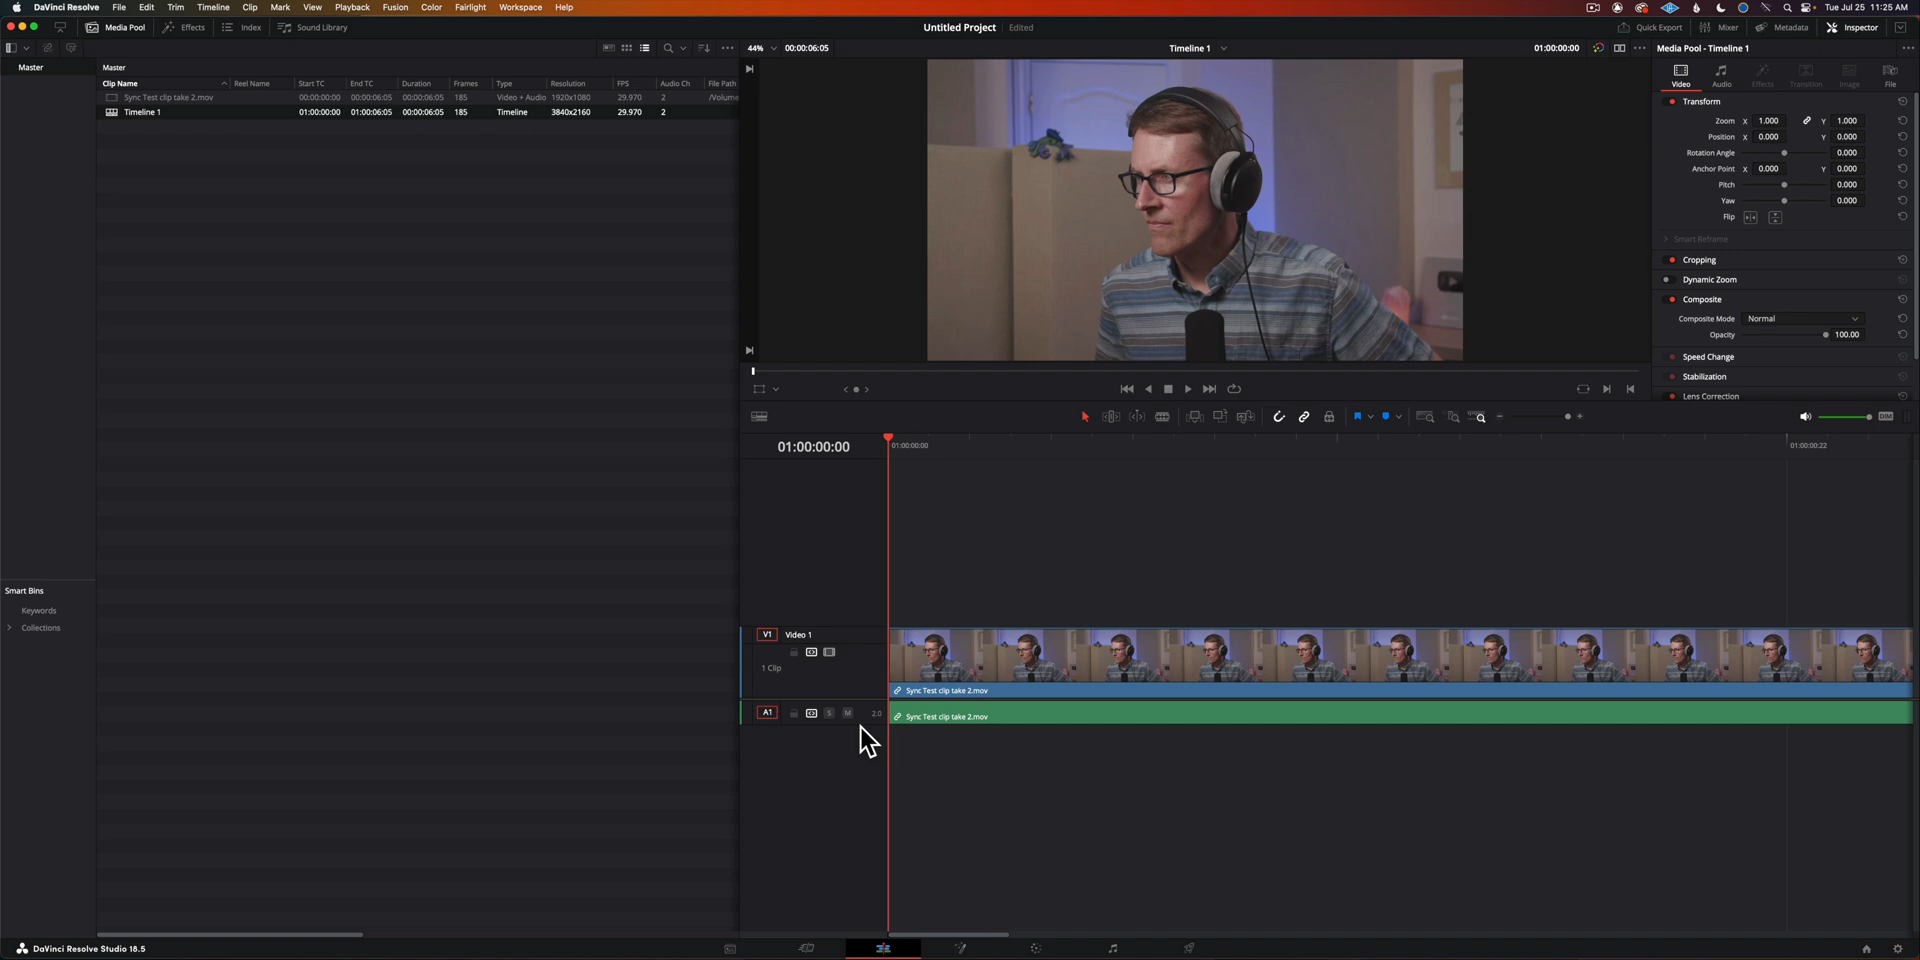 DaVinci Resolve File Edit Trim Timeline Clip Mark View Playback Fusion Color Fairlight Workspace Help Tue Jul 25 11:25 AM
Media Pool Effects Index Sound Library Untitled Project Edited Quick Export Mixer Metadata Inspector
44% 00:00:06:05 Timeline 1 01:00:00:00 Media Pool - Timeline 1
Master Master
Clip Name Reel Name Start TC End TC Duration Frames Type Resolution FPS Audio Ch File Path
Sync Test clip take 2.mov 00:00:00:00 00:00:06:05 00:00:06:05 185 Video + Audio 1920x1080 29.970 2 /Volume
Timeline 1 01:00:00:00 01:00:06:05 00:00:06:05 185 Timeline 3840x2160 29.970 2
Video Audio Effects Transition Image File
Transform
Zoom X 1.000 Y 1.000
Position X 0.000 Y 0.000
Rotation Angle 0.000
Anchor Point X 0.000 Y 0.000
Pitch 0.000
Yaw 0.000
Flip
Smart Reframe
Cropping
Dynamic Zoom
Composite
Composite Mode Normal
Opacity 100.00
Speed Change
Stabilization
Lens Correction
DIM
01:00:00:00 01:00:00:00 01:00:00:22
Smart Bins
Keywords
Collections
V1 Video 1
1 Clip
Sync Test clip take 2.mov
A1 S M 2.0 Sync Test clip take 2.mov
DaVinci Resolve Studio 18.5